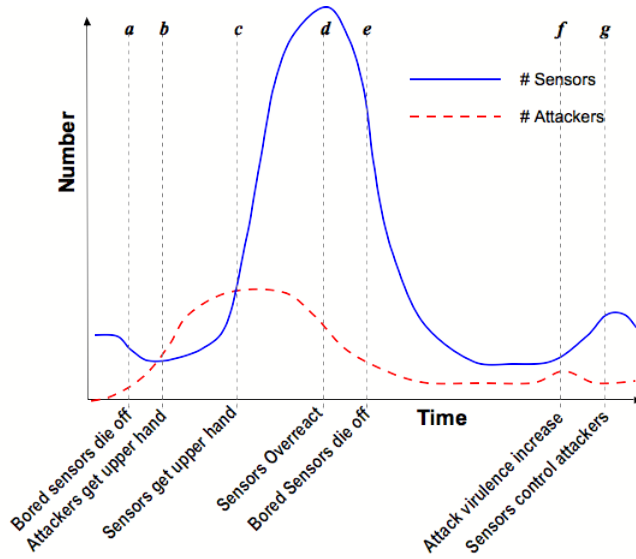 a b c d e f g
# Sensors
# Attackers
Number
Time
Bored sensors die off
Attackers get upper hand
Sensors get upper hand
Sensors Overreact
Bored Sensors die off
Attack virulence increase
Sensors control attackers